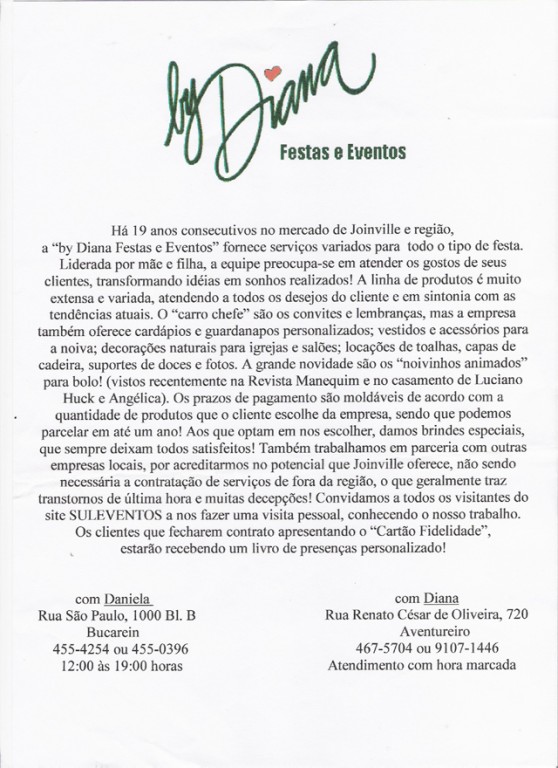 by Diana
Festas e Eventos
Há 19 anos consecutivos no mercado de Joinville e região,
a “by Diana Festas e Eventos” fornece serviços variados para todo o tipo de festa.
Liderada por mãe e filha, a equipe preocupa-se em atender os gostos de seus
clientes, transformando idéias em sonhos realizados! A linha de produtos é muito
extensa e variada, atendendo a todos os desejos do cliente e em sintonia com as
tendências atuais. O “carro chefe” são os convites e lembranças, mas a empresa
também oferece cardápios e guardanapos personalizados; vestidos e acessórios para
a noiva; decorações naturais para igrejas e salões; locações de toalhas, capas de
cadeira, suportes de doces e fotos. A grande novidade são os “noivinhos animados”
para bolo! (vistos recentemente na Revista Manequim e no casamento de Luciano
Huck e Angélica). Os prazos de pagamento são moldáveis de acordo com a
quantidade de produtos que o cliente escolhe da empresa, sendo que podemos
parcelar em até um ano! Aos que optam em nos escolher, damos brindes especiais,
que sempre deixam todos satisfeitos! Também trabalhamos em parceria com outras
empresas locais, por acreditarmos no potencial que Joinville oferece, não sendo
necessária a contratação de serviços de fora da região, o que geralmente traz
transtornos de última hora e muitas decepções! Convidamos a todos os visitantes do
site SULEVENTOS a nos fazer uma visita pessoal, conhecendo o nosso trabalho.
Os clientes que fecharem contrato apresentando o “Cartão Fidelidade”,
estarão recebendo um livro de presenças personalizado!
com Daniela
Rua São Paulo, 1000 Bl. B
Bucarein
455-4254 ou 455-0396
12:00 às 19:00 horas
com Diana
Rua Renato César de Oliveira, 720
Aventureiro
467-5704 ou 9107-1446
Atendimento com hora marcada